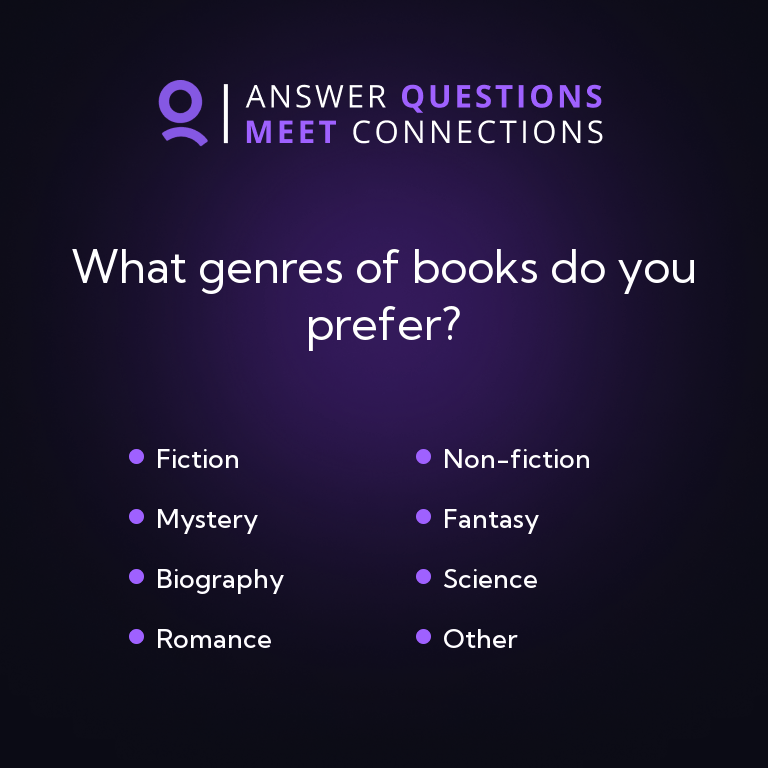 ANSWER QUESTIONS
MEET CONNECTIONS
What genres of books do you
prefer?
Fiction
Non-fiction
Mystery
Fantasy
Biography
Science
Romance
Other